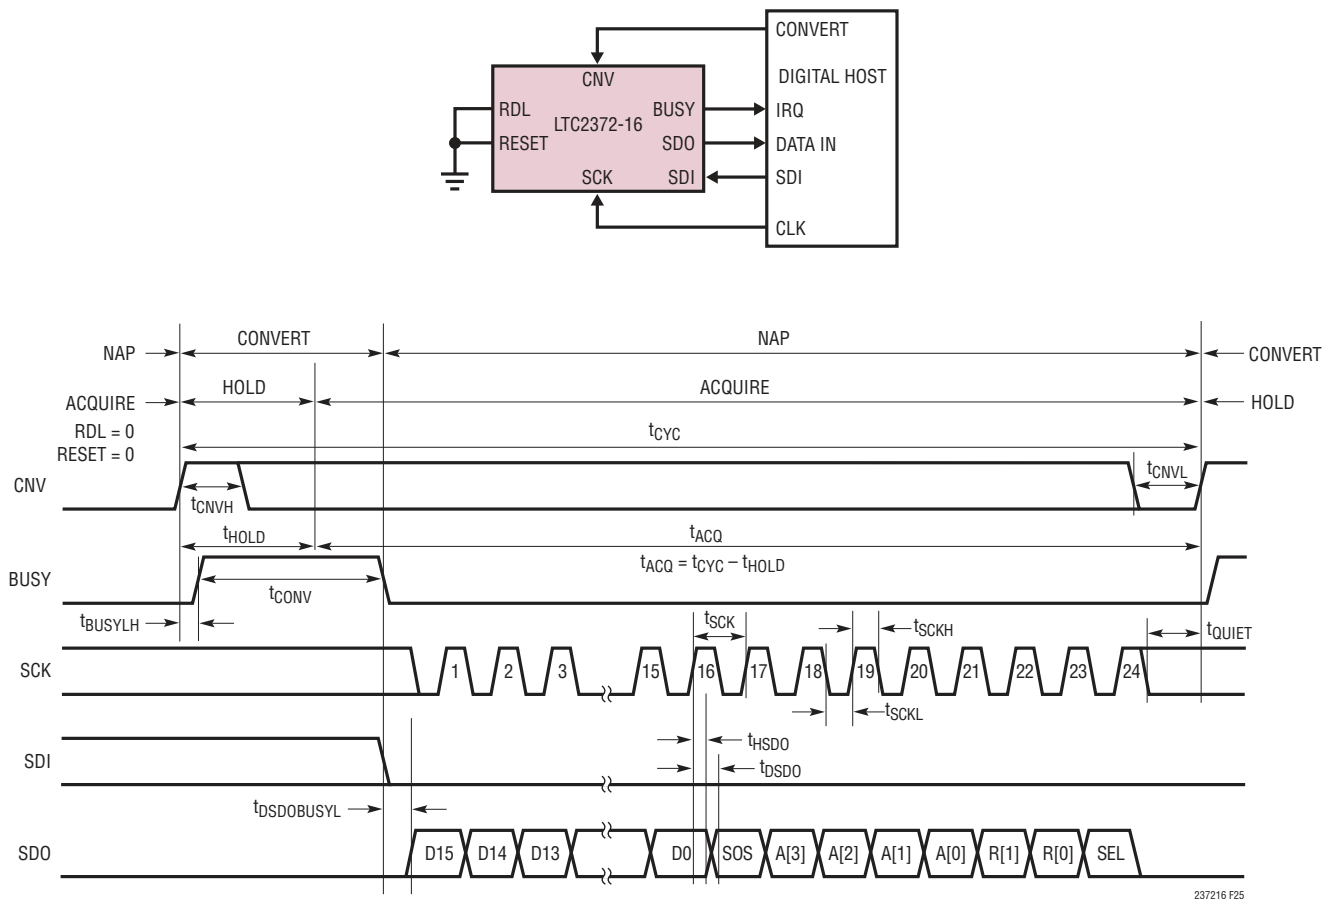 CONVERT
CNV
DIGITAL HOST
RDL
BUSY
IRQ
LTC2372-16
RESET
SDO
DATA IN
SCK
SDI
SDI
CLK
CONVERT
NAP
NAP
CONVERT
HOLD
ACQUIRE
ACQUIRE
HOLD
RDL = 0
RESET = 0
tCYC
CNV
tCNVH
tCNVL
tHOLD
tACQ
tACQ = tCYC – tHOLD
BUSY
tCONV
tBUSYLH
tSCK
tSCKH
tQUIET
SCK
1 2 3 15 16 17 18 19 20 21 22 23 24
tSCKL
tHSDO
SDI
tDSDO
tDSDOBUSYL
SDO
D15 D14 D13 D0 SOS A[3] A[2] A[1] A[0] R[1] R[0] SEL
237216 F25